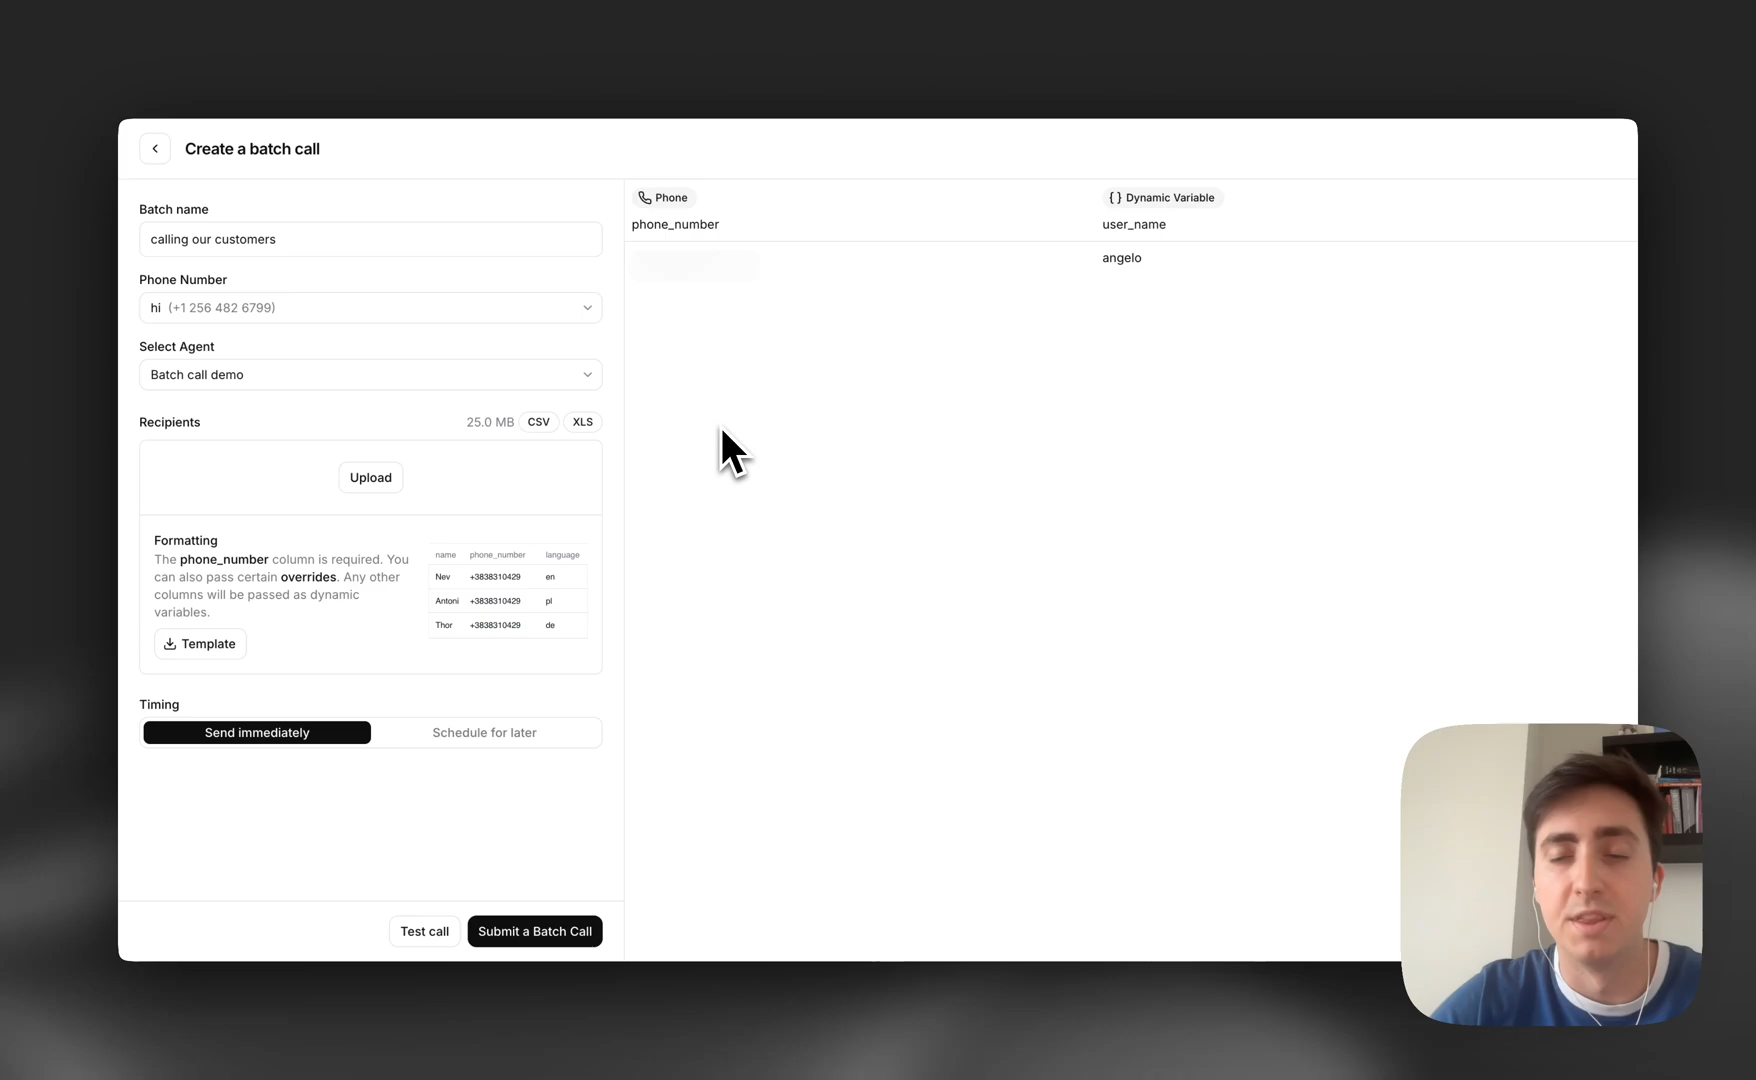 Create a batch call
Batch name
calling our customers
Phone Number
hi (+1 256 482 6799)
Select Agent
Batch call demo
Recipients 25.0 MB CSV XLS
Upload
Formatting
The phone_number column is required. You
can also pass certain overrides. Any other
columns will be passed as dynamic
variables.
Template
name phone_number language
Nev +3838310429 en
Antoni +3838310429 pl
Thor +3838310429 de
Timing
Send immediately Schedule for later
Test call Submit a Batch Call
Phone { } Dynamic Variable
phone_number user_name
angelo